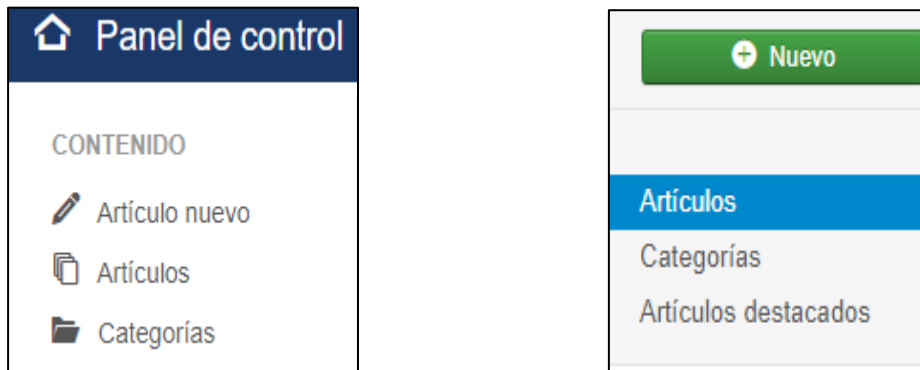 Panel de control
CONTENIDO
Artículo nuevo
Artículos
Categorías
Nuevo
Artículos
Categorías
Artículos destacados